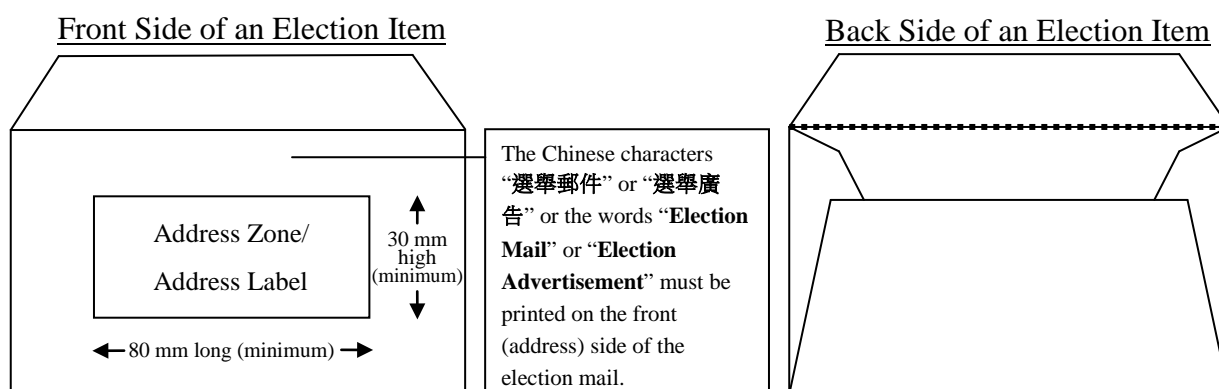 Front Side of an Election Item
Back Side of an Election Item
Address Zone/
Address Label
30 mm
high
(minimum)
80 mm long (minimum)
The Chinese characters
“選舉郵件” or “選舉廣
告” or the words “Election
Mail” or “Election
Advertisement” must be
printed on the front
(address) side of the
election mail.